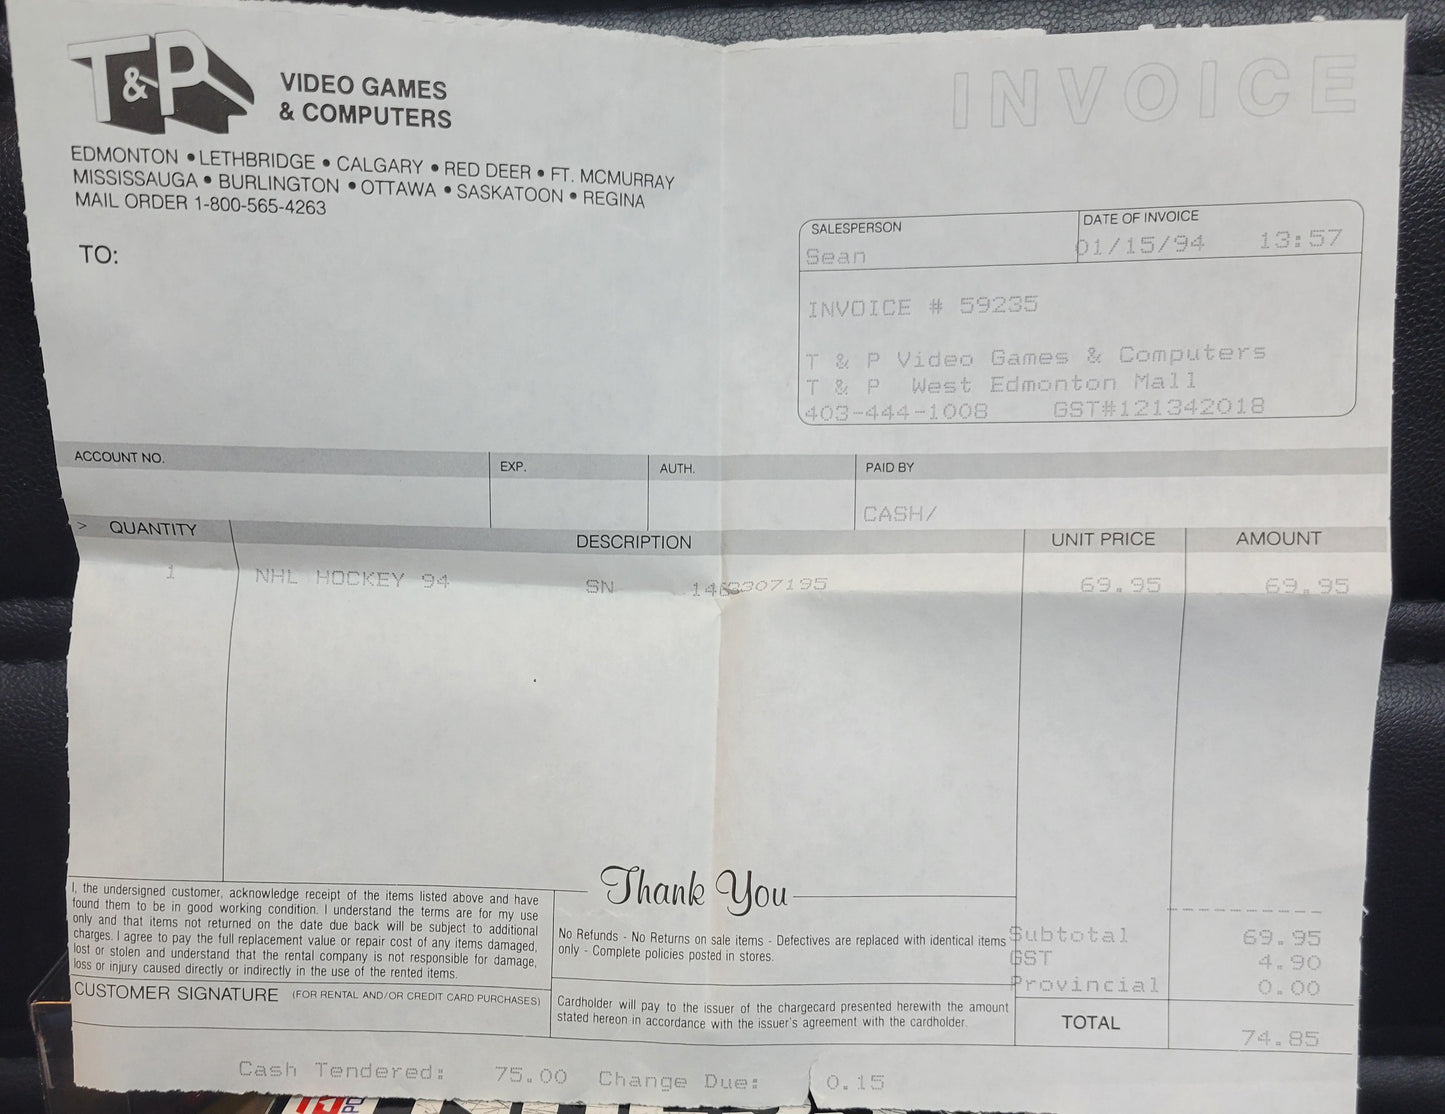 T&P VIDEO GAMES
& COMPUTERS
INVOICE
EDMONTON • LETHBRIDGE • CALGARY • RED DEER • FT. MCMURRAY
MISSISSAUGA • BURLINGTON • OTTAWA • SASKATOON • REGINA
MAIL ORDER 1-800-565-4263
TO:
SALESPERSON DATE OF INVOICE
Sean 01/15/94 13:57
INVOICE # 59235
T & P Video Games & Computers
T & P West Edmonton Mall
403-444-1008 GST#121342018
ACCOUNT NO. EXP. AUTH. PAID BY
CASH/
> QUANTITY DESCRIPTION UNIT PRICE AMOUNT
1 NHL HOCKEY 94 SN 69.95 69.95
Thank You
I, the undersigned customer, acknowledge receipt of the items listed above and have
found them to be in good working condition. I understand the terms are for my use
only and that items not returned on the date due back will be subject to additional
charges. I agree to pay the full replacement value or repair cost of any items damaged,
lost or stolen and understand that the rental company is not responsible for damage,
loss or injury caused directly or indirectly in the use of the rented items.
CUSTOMER SIGNATURE (FOR RENTAL AND/OR CREDIT CARD PURCHASES)
No Refunds - No Returns on sale items - Defectives are replaced with identical items
only - Complete policies posted in stores.
Cardholder will pay to the issuer of the chargecard presented herewith the amount
stated hereon in accordance with the issuer's agreement with the cardholder.
Subtotal 69.95
GST 4.90
Provincial 0.00
TOTAL 74.85
Cash Tendered: 75.00 Change Due: 0.15